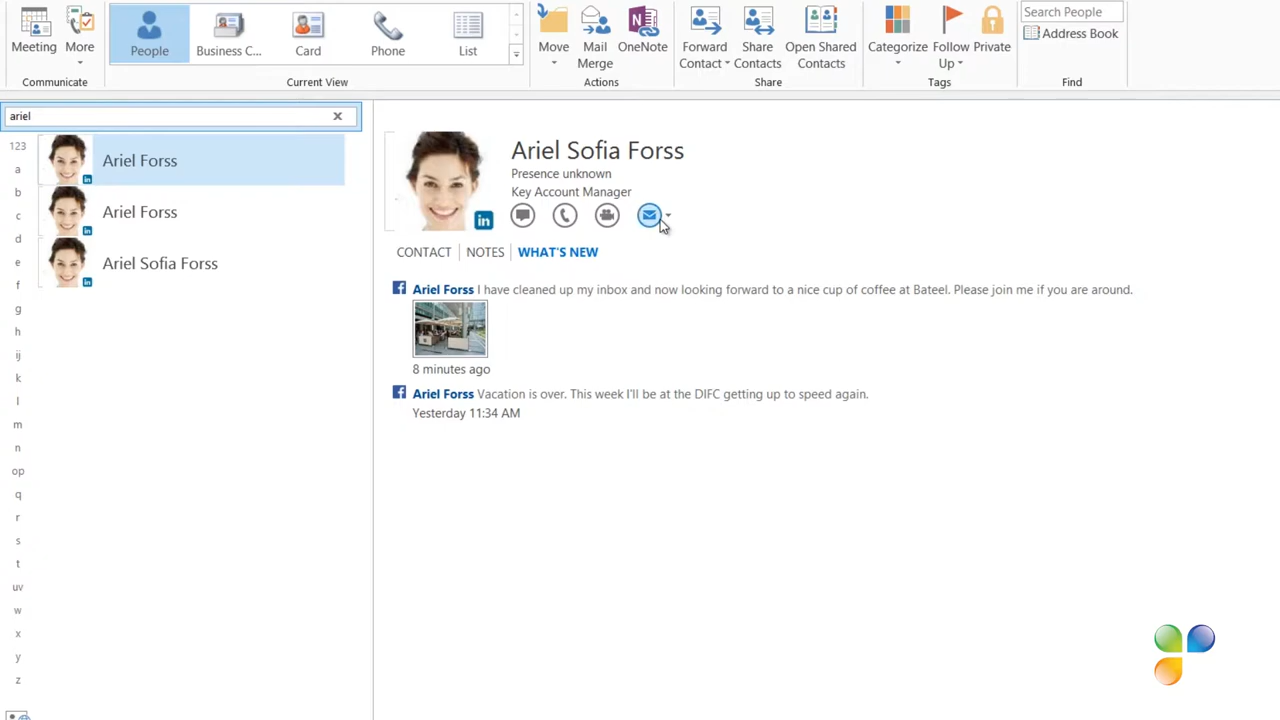 Meeting
More
Communicate
People
Business C...
Card
Phone
List
Current View
Move
Mail
Merge
OneNote
Actions
Forward
Contact
Share
Contacts
Open Shared
Contacts
Share
Categorize
Follow
Up
Private
Tags
Search People
Address Book
Find
ariel
123
a
b
c
d
e
f
g
h
ij
k
l
m
n
op
q
r
s
t
uv
w
x
y
z
Ariel Forss
Ariel Forss
Ariel Sofia Forss
in
in
in
Ariel Sofia Forss
Presence unknown
Key Account Manager
in
CONTACT
NOTES
WHAT'S NEW
f Ariel Forss I have cleaned up my inbox and now looking forward to a nice cup of coffee at Bateel. Please join me if you are around.
8 minutes ago
f Ariel Forss Vacation is over. This week I'll be at the DIFC getting up to speed again.
Yesterday 11:34 AM